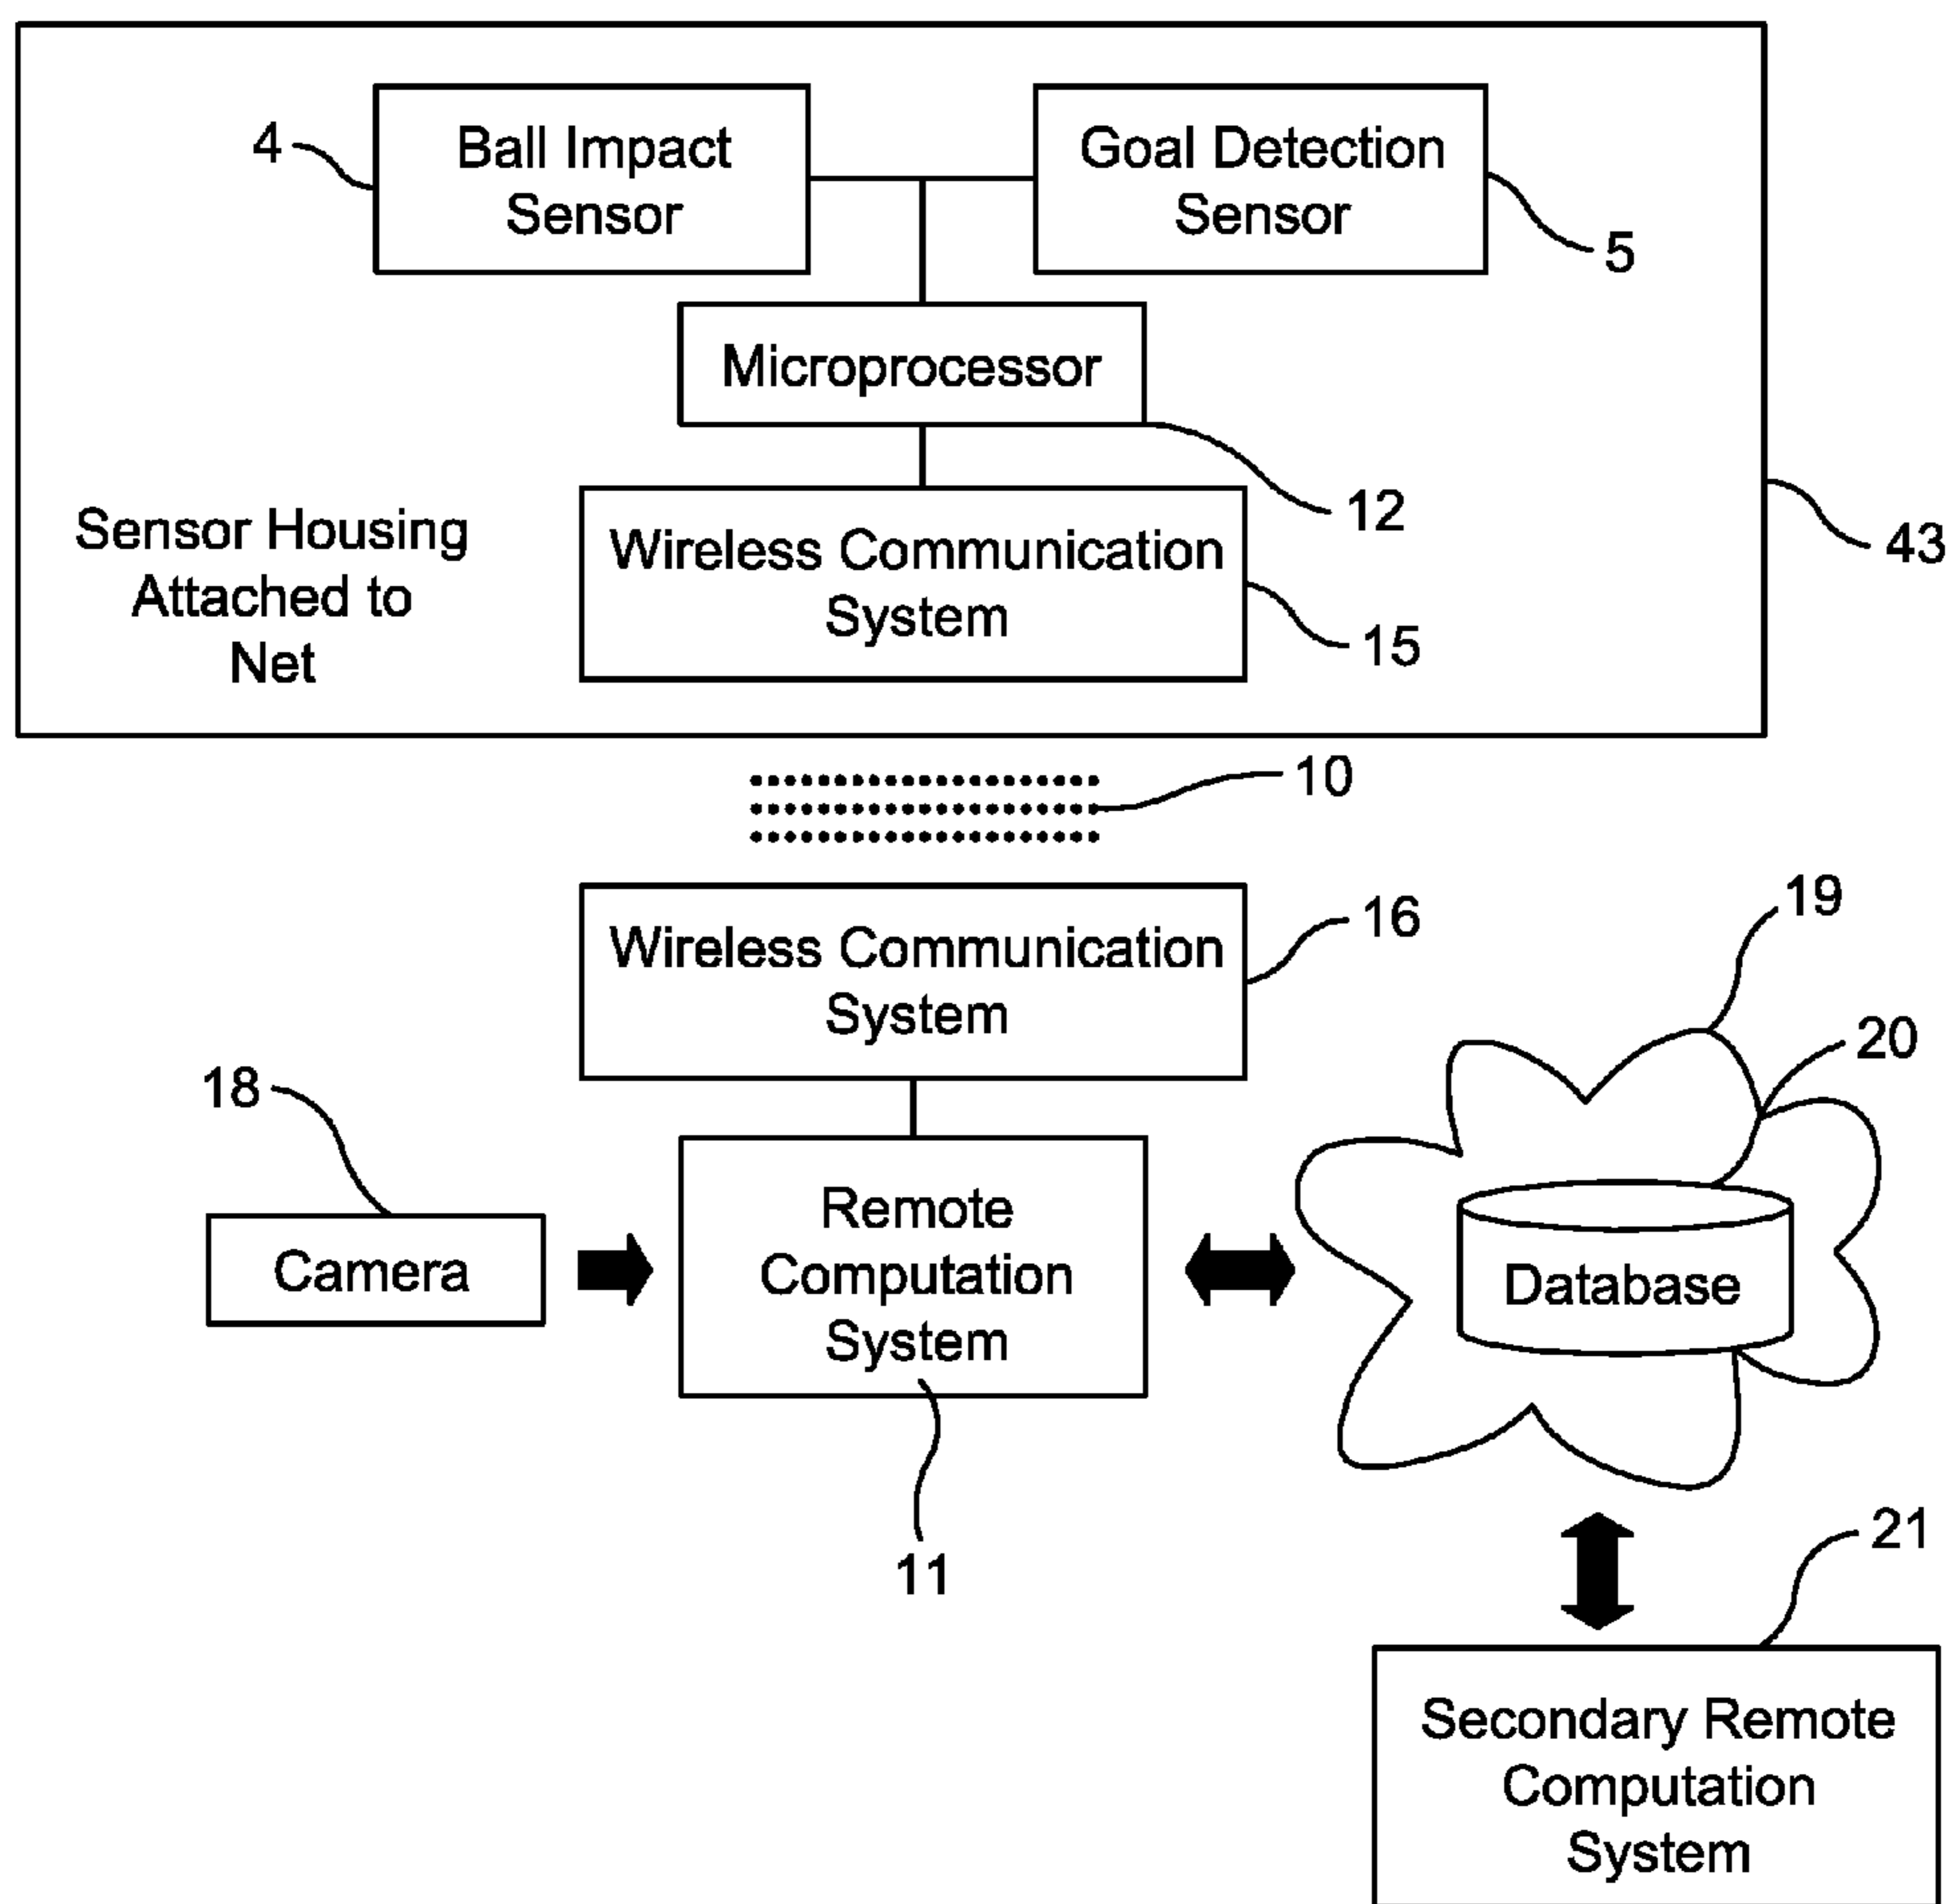 Ball Impact
Sensor
4
Goal Detection
Sensor
5
Microprocessor
12
Sensor Housing
Attached to
Net
Wireless Communication
System
15
43
10
Wireless Communication
System
16
19
20
18
Camera
Remote
Computation
System
11
Database
21
Secondary Remote
Computation
System